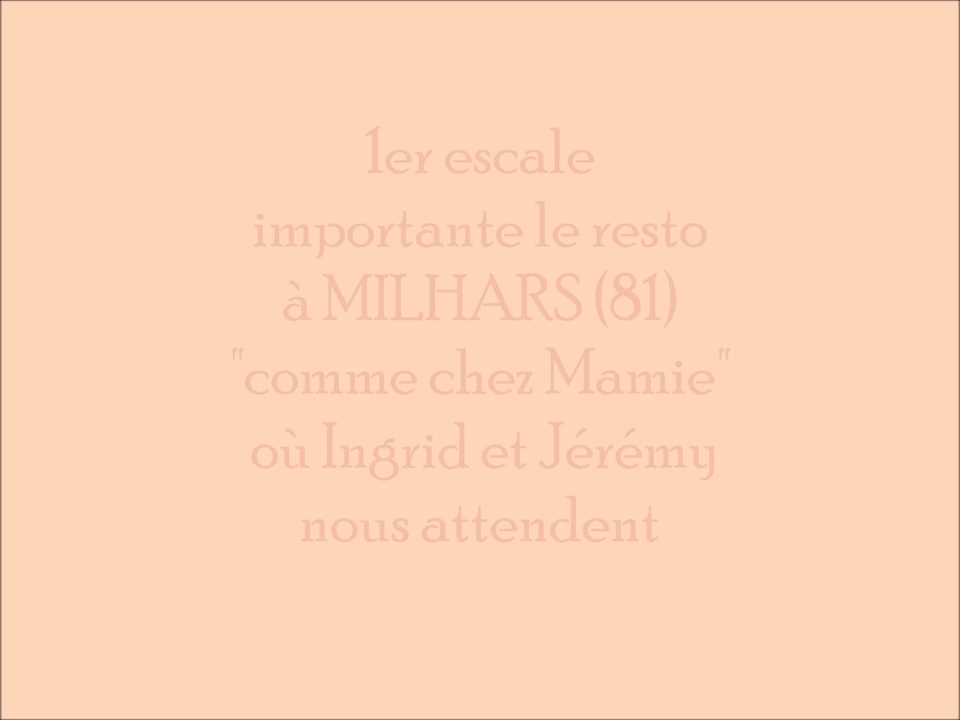 1er escale
importante le resto
à MILHARS (81)
"comme chez Mamie"
où Ingrid et Jérémy
nous attendent